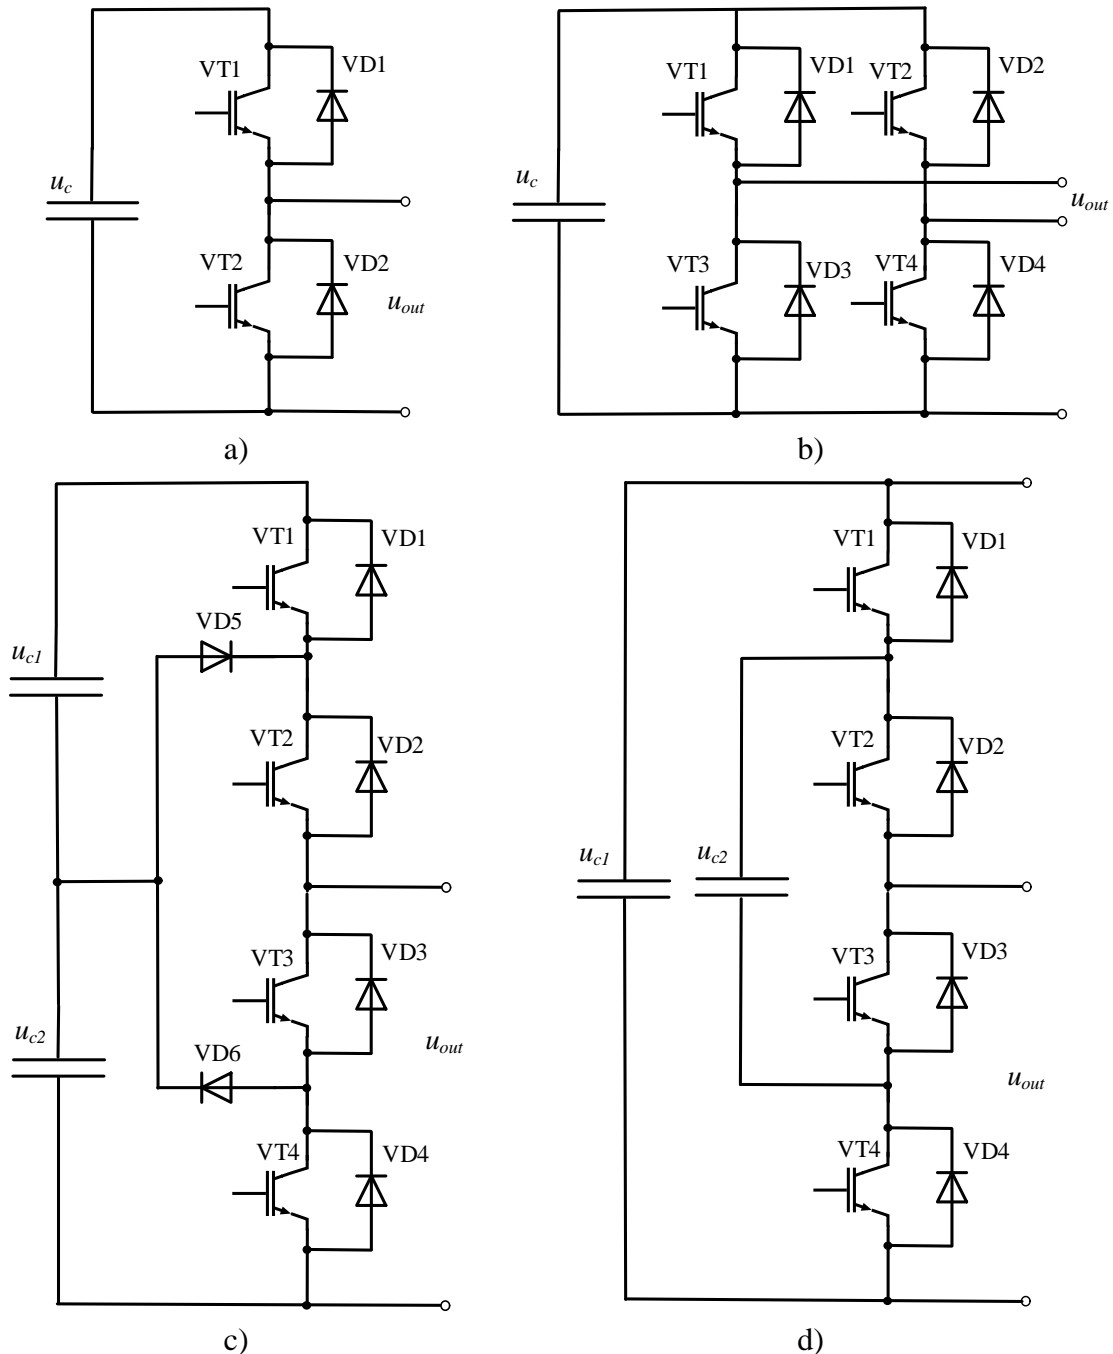 VT1
VD1
u_c
VT2
VD2
u_out
a)
VT1
VD1
VT2
VD2
u_c
u_out
VT3
VD3
VT4
VD4
b)
VT1
VD1
VD5
u_c1
VT2
VD2
VT3
VD3
u_c2
VD6
u_out
VT4
VD4
c)
VT1
VD1
VT2
VD2
u_c1
u_c2
VT3
VD3
u_out
VT4
VD4
d)